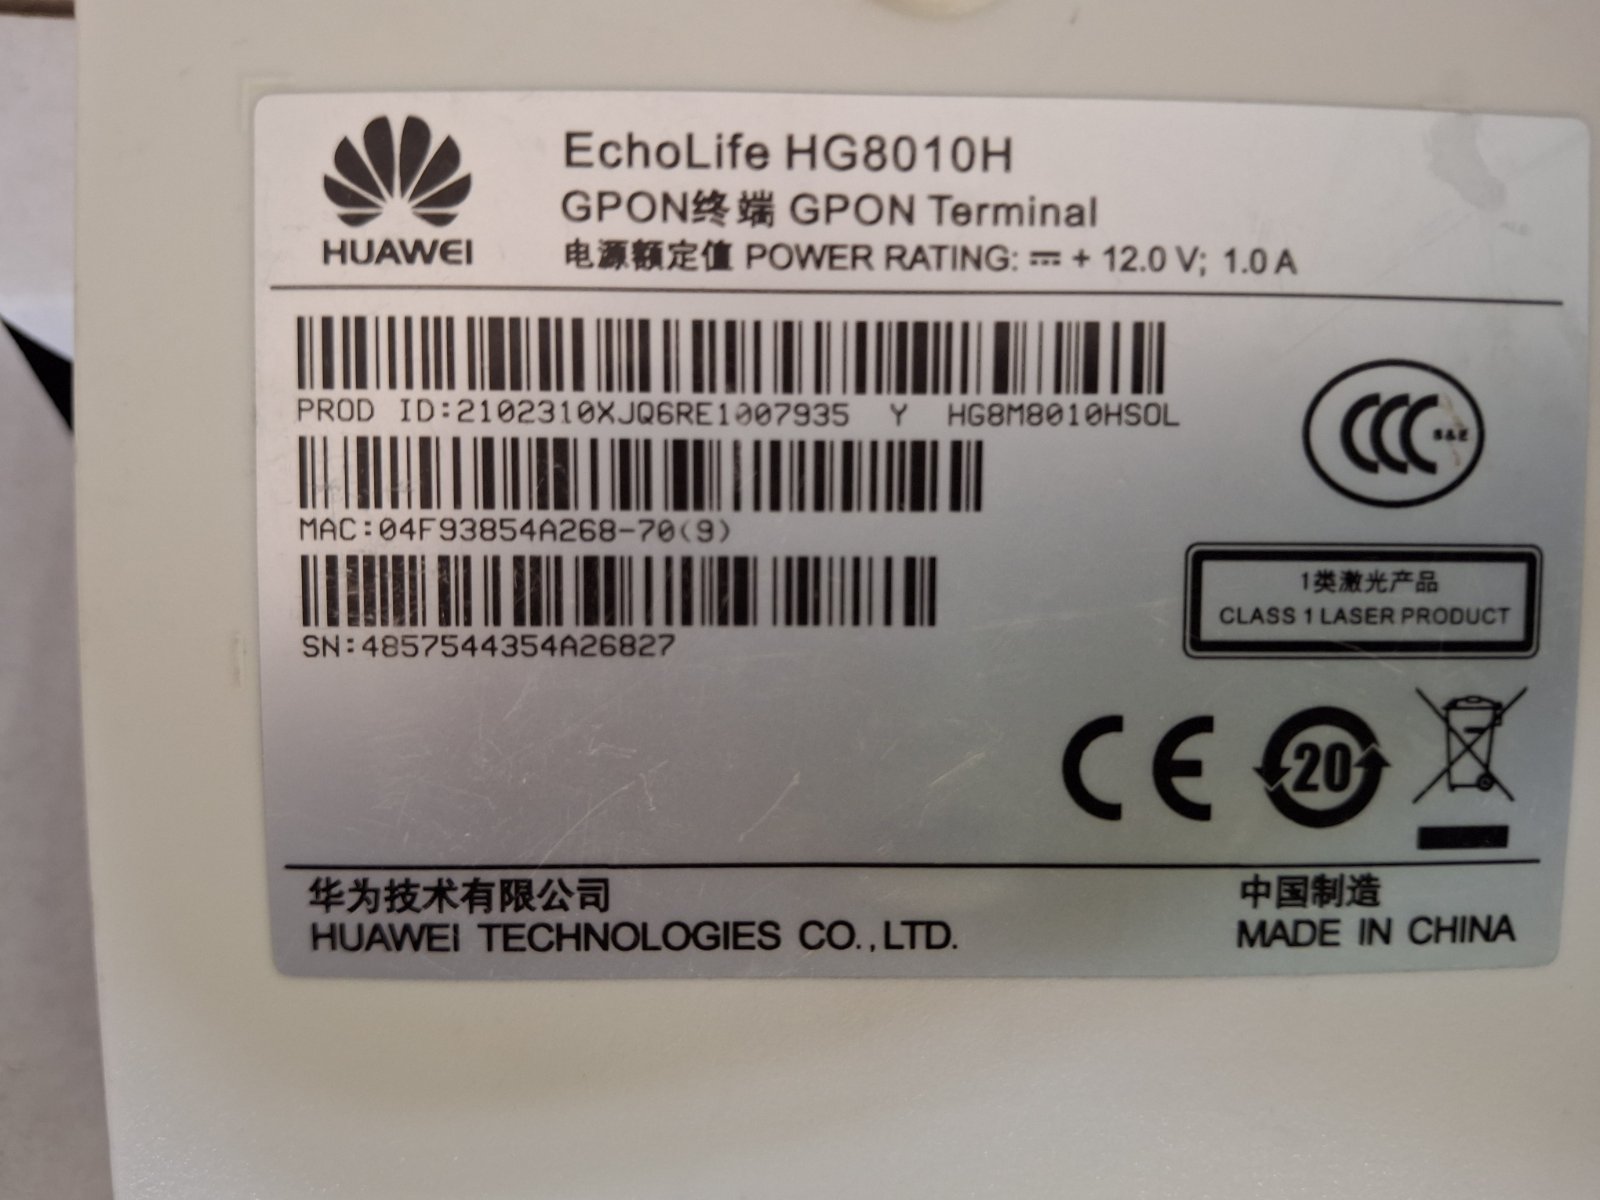 HUAWEI
EchoLife HG8010H
GPON终端 GPON Terminal
电源额定值 POWER RATING: ⎓ + 12.0 V; 1.0 A
PROD ID:2102310XJQ6RE1007935 Y HG8M8010HSOL
MAC:04F93854A268-70(9)
SN:4857544354A26827
CCC S&E
1类激光产品
CLASS 1 LASER PRODUCT
CE
20
华为技术有限公司
HUAWEI TECHNOLOGIES CO.,LTD.
中国制造
MADE IN CHINA